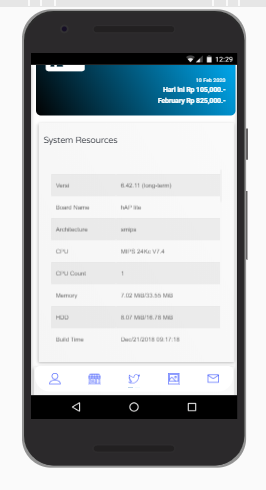 12:29
10 Feb 2020
Hari ini Rp 105,000.-
February Rp 825,000.-
System Resources
Versi 6.42.11 (long-term)
Board Name hAP lite
Architecture smips
CPU MIPS 24Kc V7.4
CPU Count 1
Memory 7.02 MiB/33.55 MiB
HDD 8.07 MiB/16.78 MiB
Build Time Dec/21/2018 09:17:18